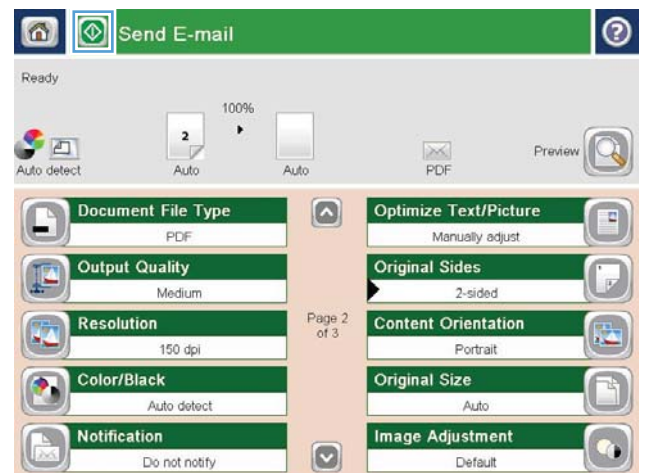 Send E-mail
?
Ready
100%
2
Auto detect
Auto
Auto
PDF
Preview
Document File Type
PDF
Output Quality
Medium
Resolution
150 dpi
Color/Black
Auto detect
Notification
Do not notify
Page 2
of 3
Optimize Text/Picture
Manually adjust
Original Sides
2-sided
Content Orientation
Portrait
Original Size
Auto
Image Adjustment
Default